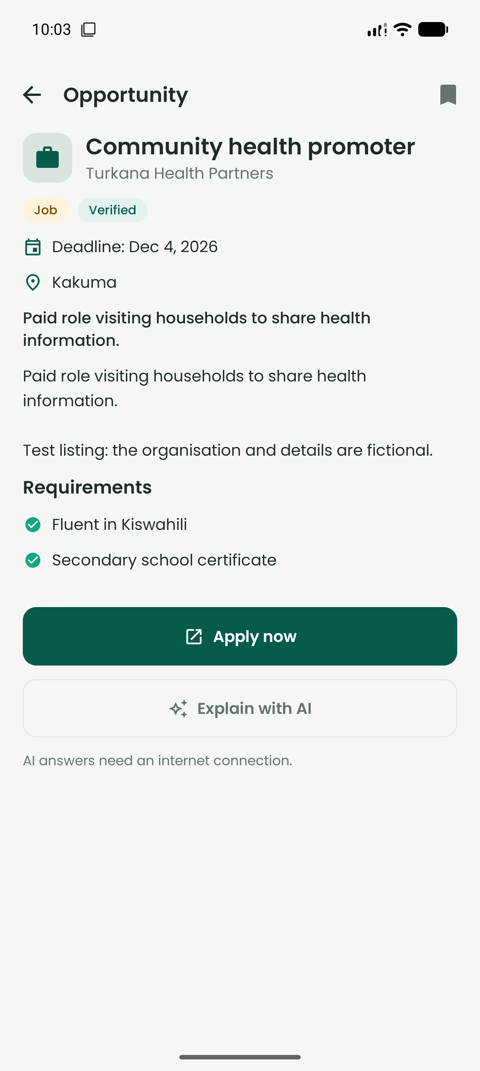 10:03
Opportunity
Community health promoter
Turkana Health Partners
Job
Verified
Deadline: Dec 4, 2026
Kakuma
Paid role visiting households to share health
information.
Paid role visiting households to share health
information.
Test listing: the organisation and details are fictional.
Requirements
Fluent in Kiswahili
Secondary school certificate
Apply now
Explain with AI
AI answers need an internet connection.